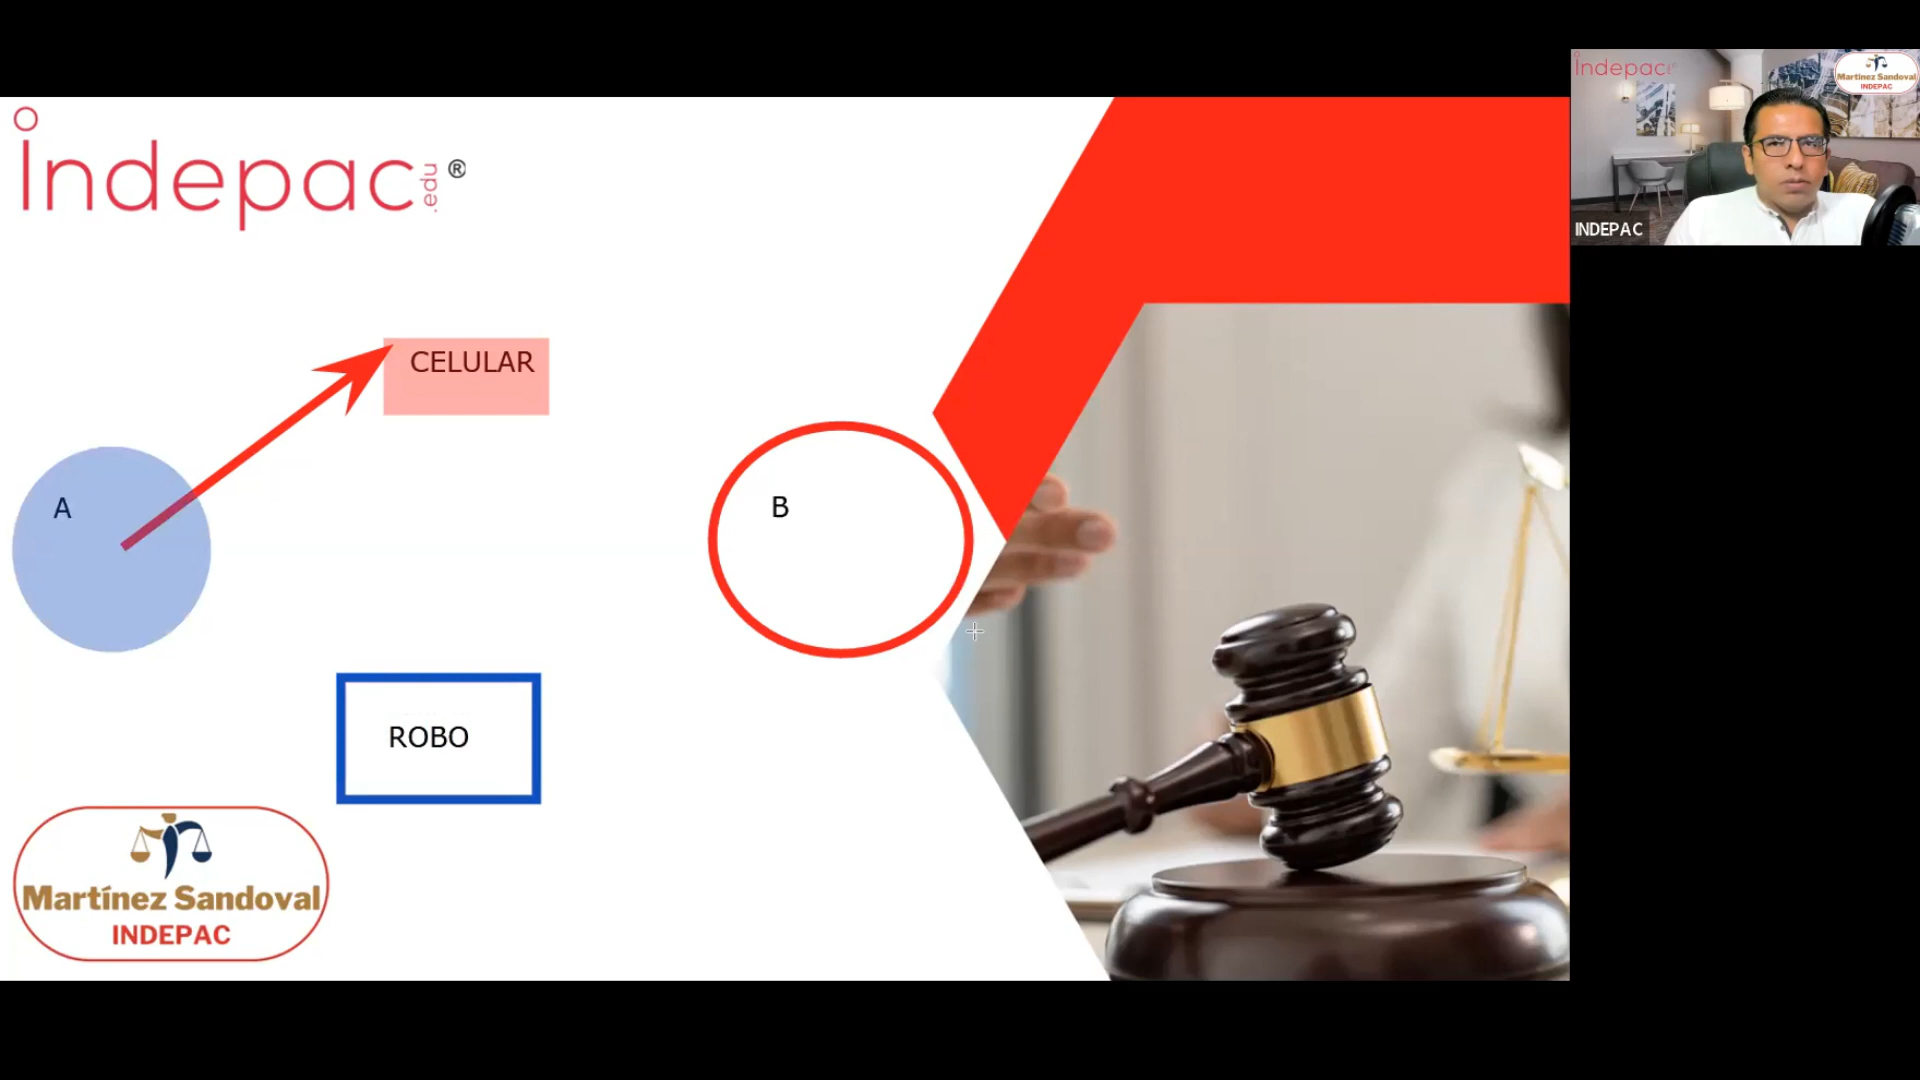 indepac.edu®
CELULAR
A
B
ROBO
Martínez Sandoval
INDEPAC
indepac
Martínez Sandoval
INDEPAC
INDEPAC